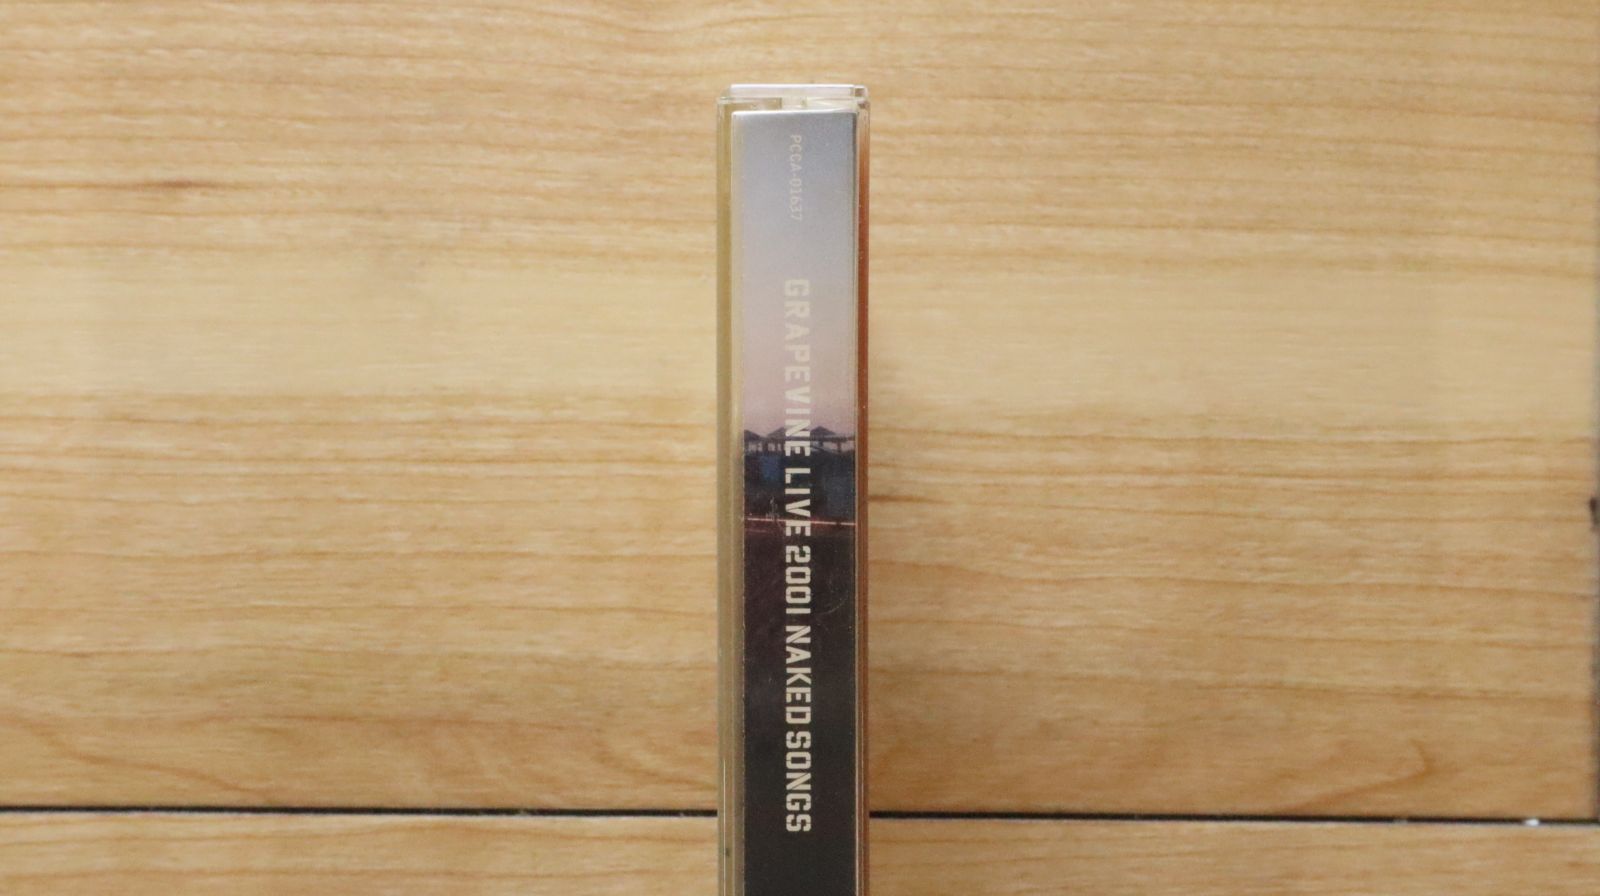 PCCA-01637
GRAPEVINE LIVE 2001 NAKED SONGS